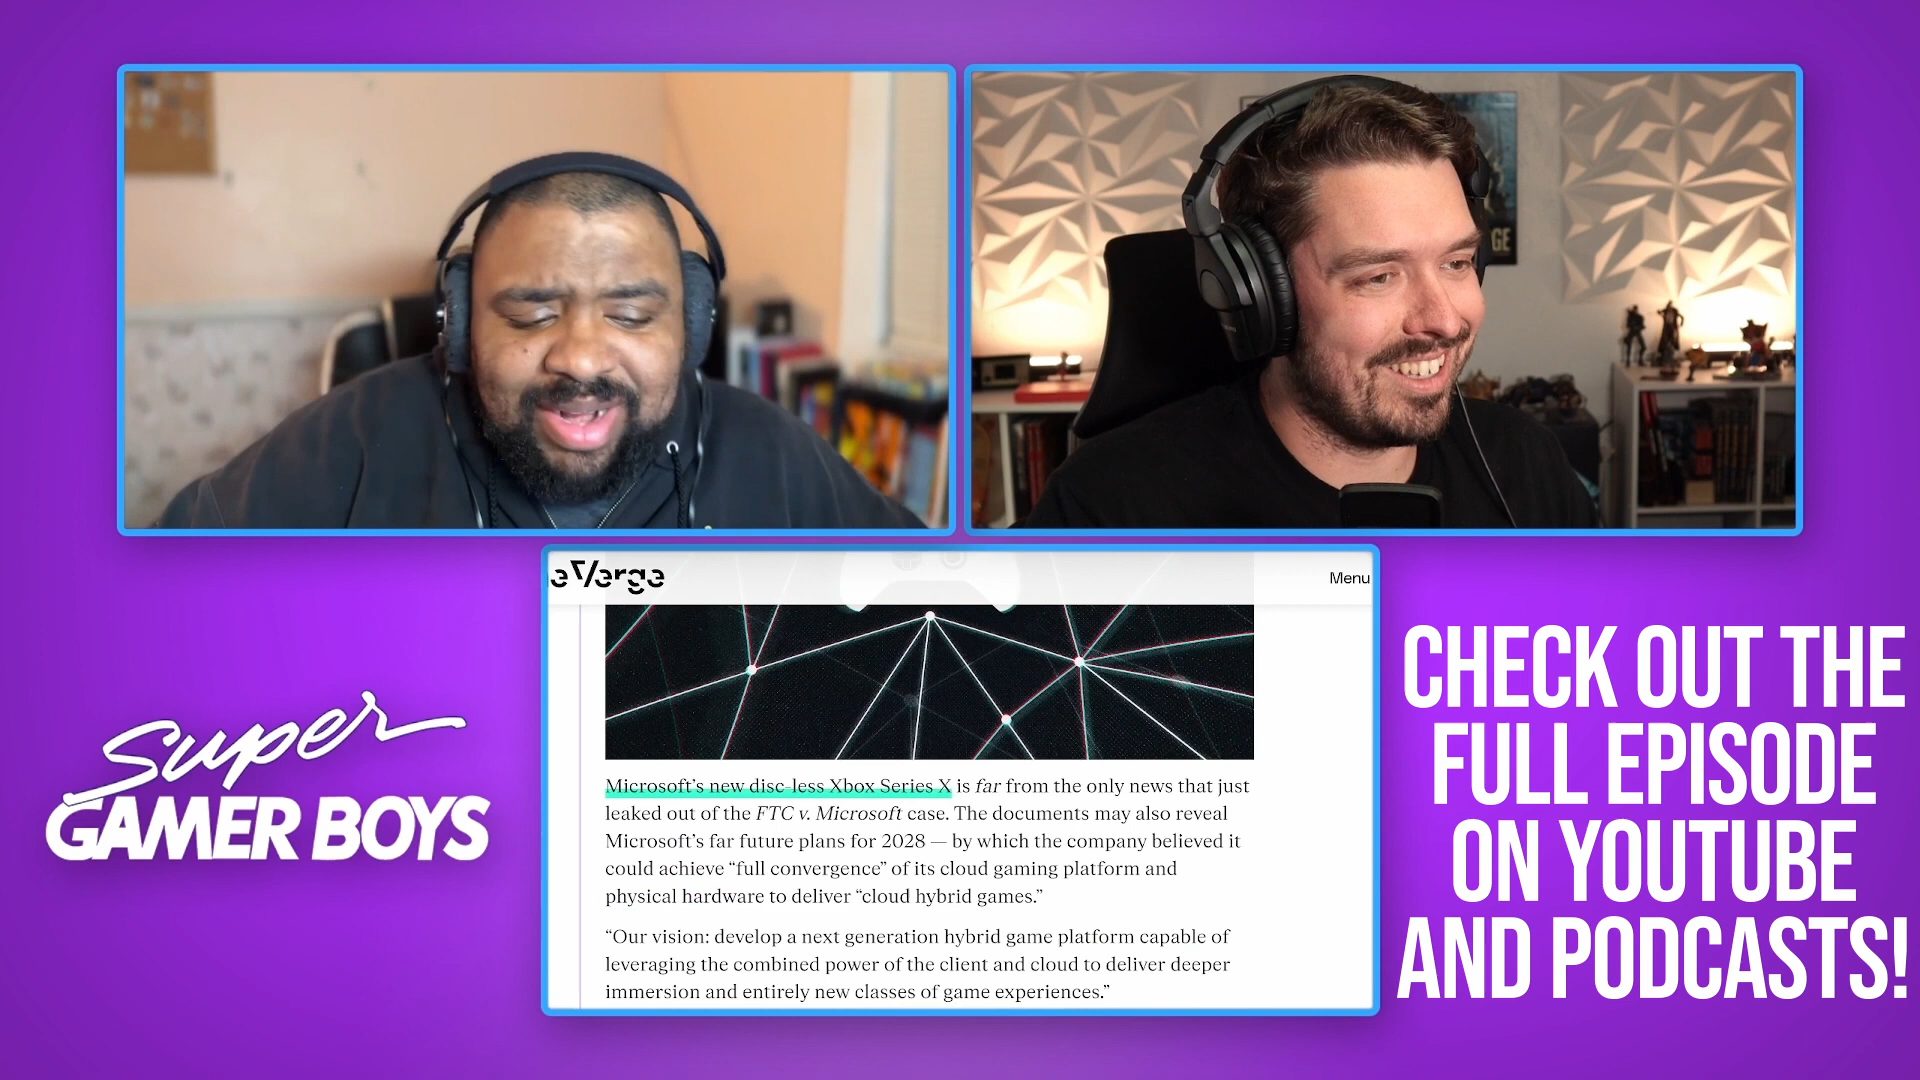 GE
eVerge
Menu
Microsoft's new disc-less Xbox Series X is far from the only news that just
leaked out of the FTC v. Microsoft case. The documents may also reveal
Microsoft's far future plans for 2028 — by which the company believed it
could achieve “full convergence” of its cloud gaming platform and
physical hardware to deliver “cloud hybrid games.”
“Our vision: develop a next generation hybrid game platform capable of
leveraging the combined power of the client and cloud to deliver deeper
immersion and entirely new classes of game experiences.”
Super
GAMER BOYS
CHECK OUT THE
FULL EPISODE
ON YOUTUBE
AND PODCASTS!